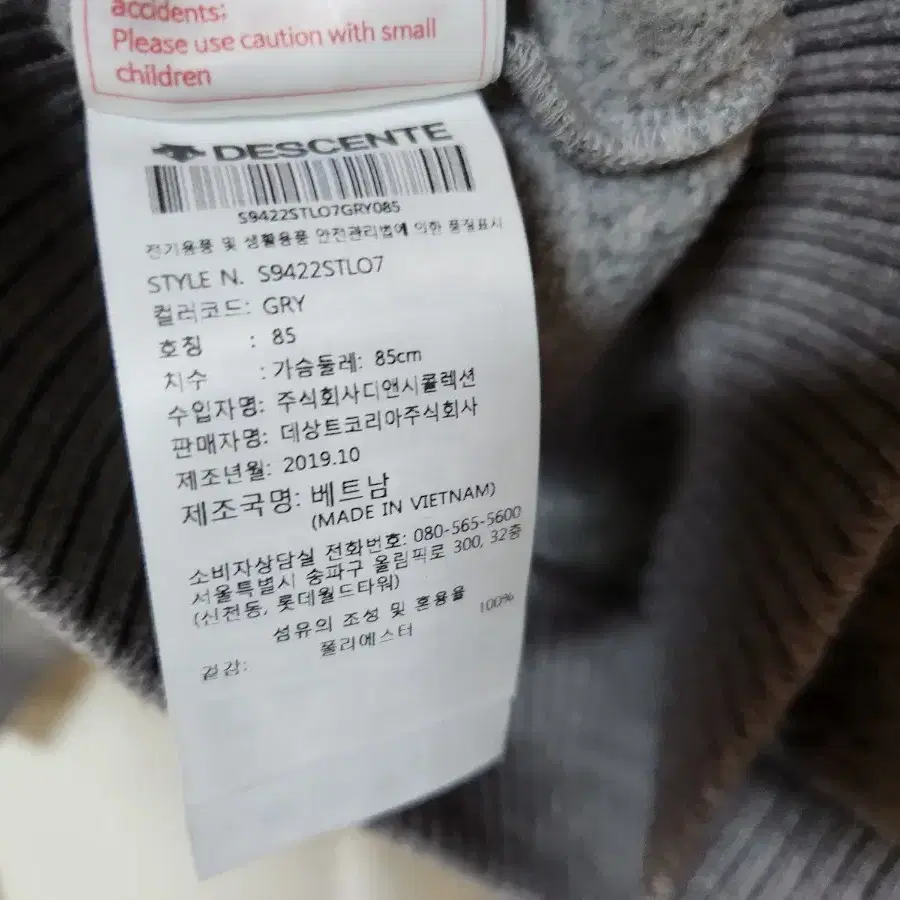 accidents;
Please use caution with small
children
DESCENTE
S9422STLO7GRY085
전기용품 및 생활용품 안전관리법에 의한 품질표시
STYLE N. S9422STLO7
컬러코드: GRY
호칭 : 85
치수 : 가슴둘레: 85cm
수입자명: 주식회사디앤시콜렉션
판매자명: 데상트코리아주식회사
제조년월: 2019.10
제조국명: 베트남
(MADE IN VIETNAM)
소비자상담실 전화번호: 080-565-5600
서울특별시 송파구 올림픽로 300, 32층
(신천동, 롯데월드타워)
섬유의 조성 및 혼용율
겉감: 폴리에스터 100%